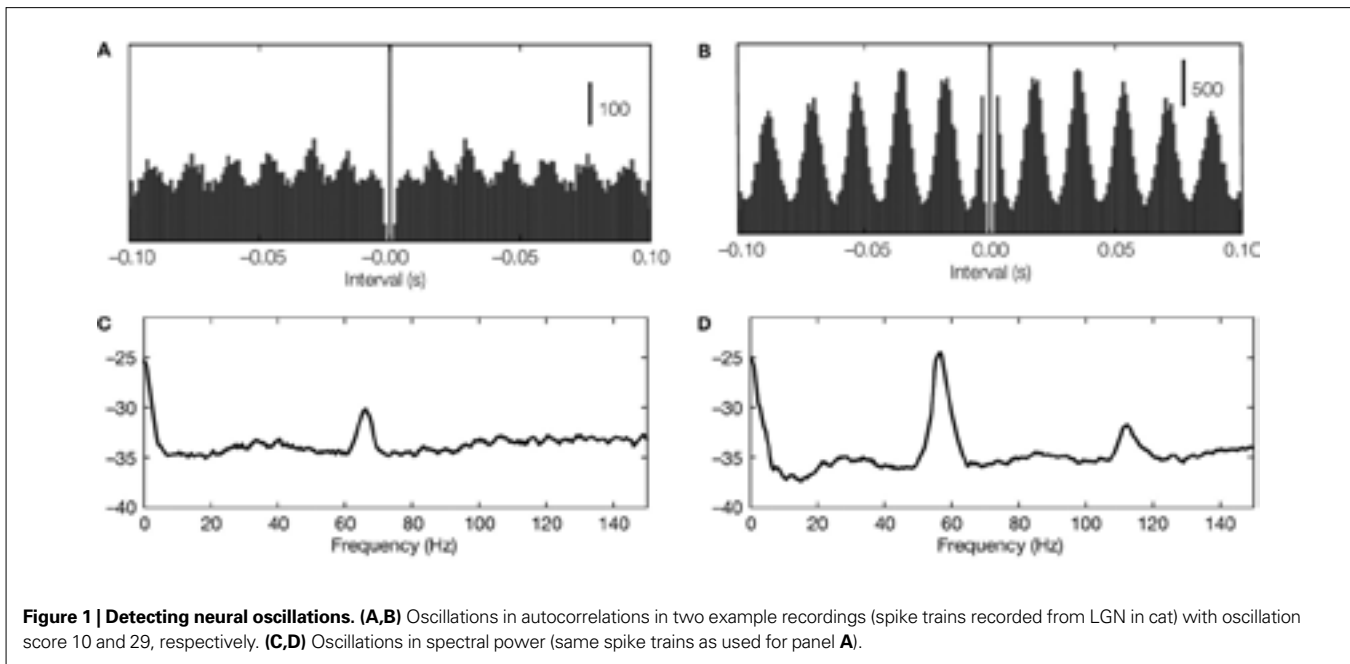 A
B
100
500
−0.10 −0.05 −0.00 −0.05 0.10
Interval (s)
−0.10 −0.05 0.00 0.05 0.10
Interval (s)
C
D
−25
−30
−35
−40
0 20 40 60 80 100 120 140
Frequency (Hz)
−25
−30
−35
−40
0 20 40 60 80 100 120 140
Frequency (Hz)
Figure 1 | Detecting neural oscillations. (A,B) Oscillations in autocorrelations in two example recordings (spike trains recorded from LGN in cat) with oscillation
score 10 and 29, respectively. (C,D) Oscillations in spectral power (same spike trains as used for panel A).